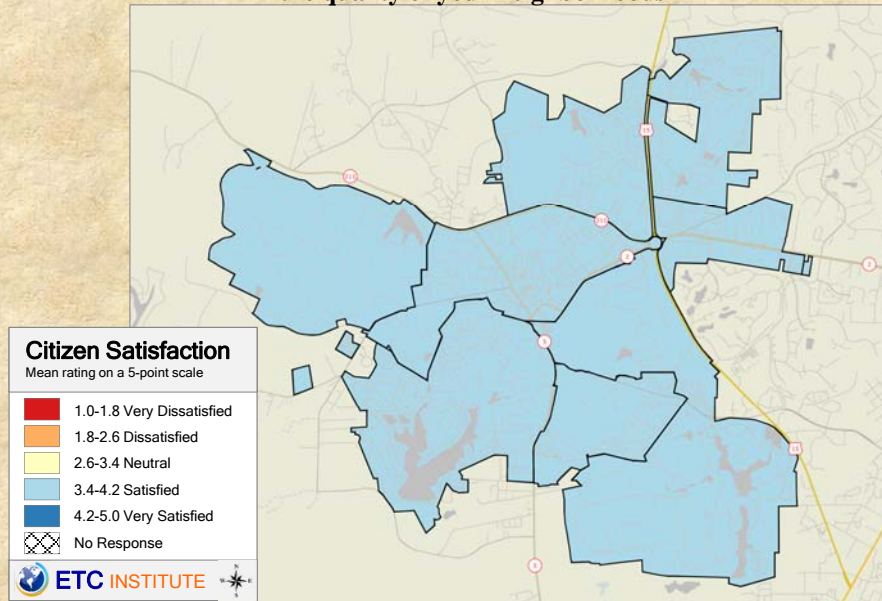 Citizen Satisfaction
Mean rating on a 5-point scale
1.0-1.8 Very Dissatisfied
1.8-2.6 Dissatisfied
2.6-3.4 Neutral
3.4-4.2 Satisfied
4.2-5.0 Very Satisfied
No Response
ETC INSTITUTE